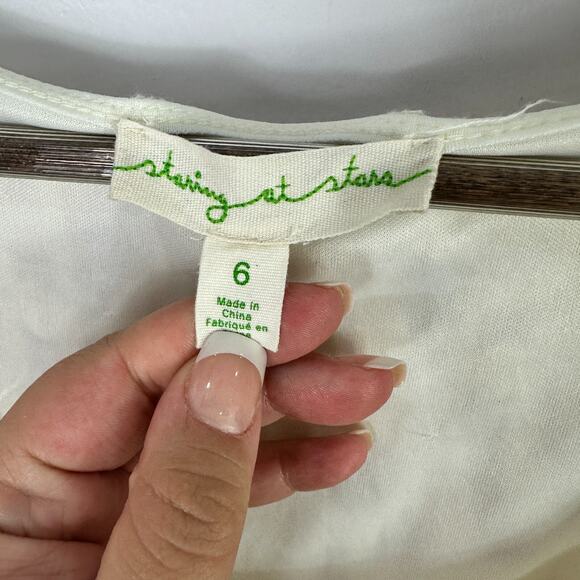 staring at stars
6
Made in
China
Fabriqué en